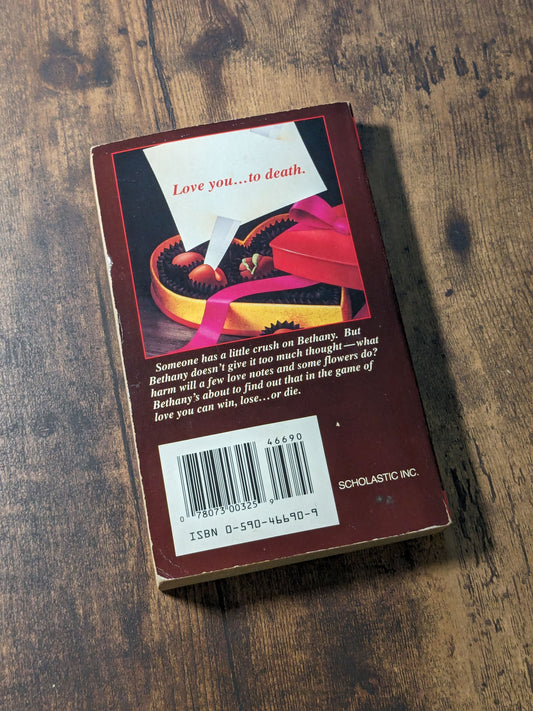 Love you...to death.
Someone has a little crush on Bethany. But
Bethany doesn't give it too much thought—what
harm will a few love notes and some flowers do?
Bethany's about to find out that in the game of
love you can win, lose...or die.
46690
0 78073 00325 9
ISBN 0-590-46690-9
SCHOLASTIC INC.